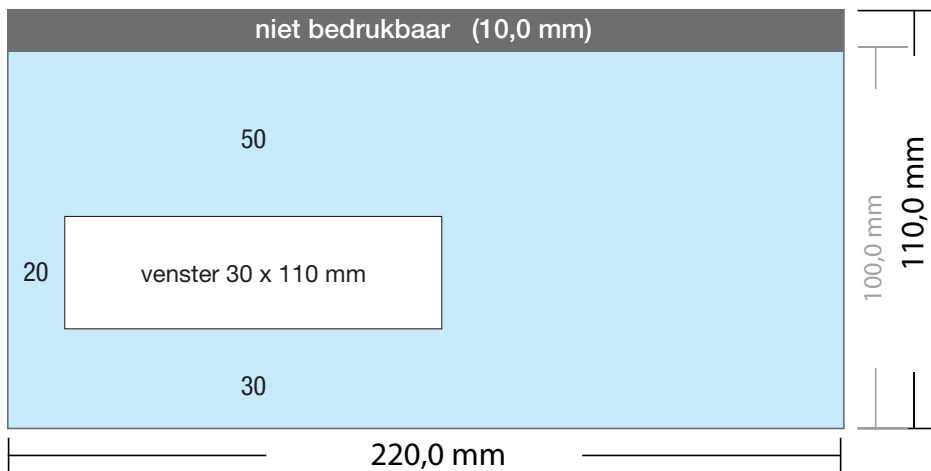 niet bedrukbaar (10,0 mm)
50
20
venster 30 x 110 mm
30
220,0 mm
100,0 mm
110,0 mm